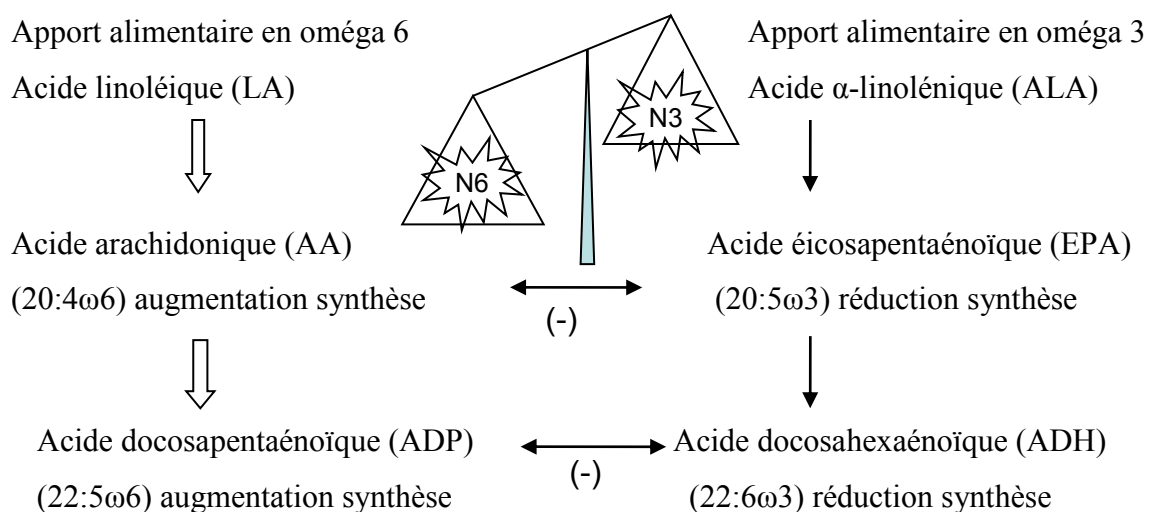 Apport alimentaire en oméga 6
Acide linoléique (LA)
N6
N3
Apport alimentaire en oméga 3
Acide α-linolénique (ALA)
Acide arachidonique (AA)
(20:4ω6) augmentation synthèse
(-)
Acide éicosapentaénoïque (EPA)
(20:5ω3) réduction synthèse
Acide docosapentaénoïque (ADP)
(22:5ω6) augmentation synthèse
(-)
Acide docosahexaénoïque (ADH)
(22:6ω3) réduction synthèse